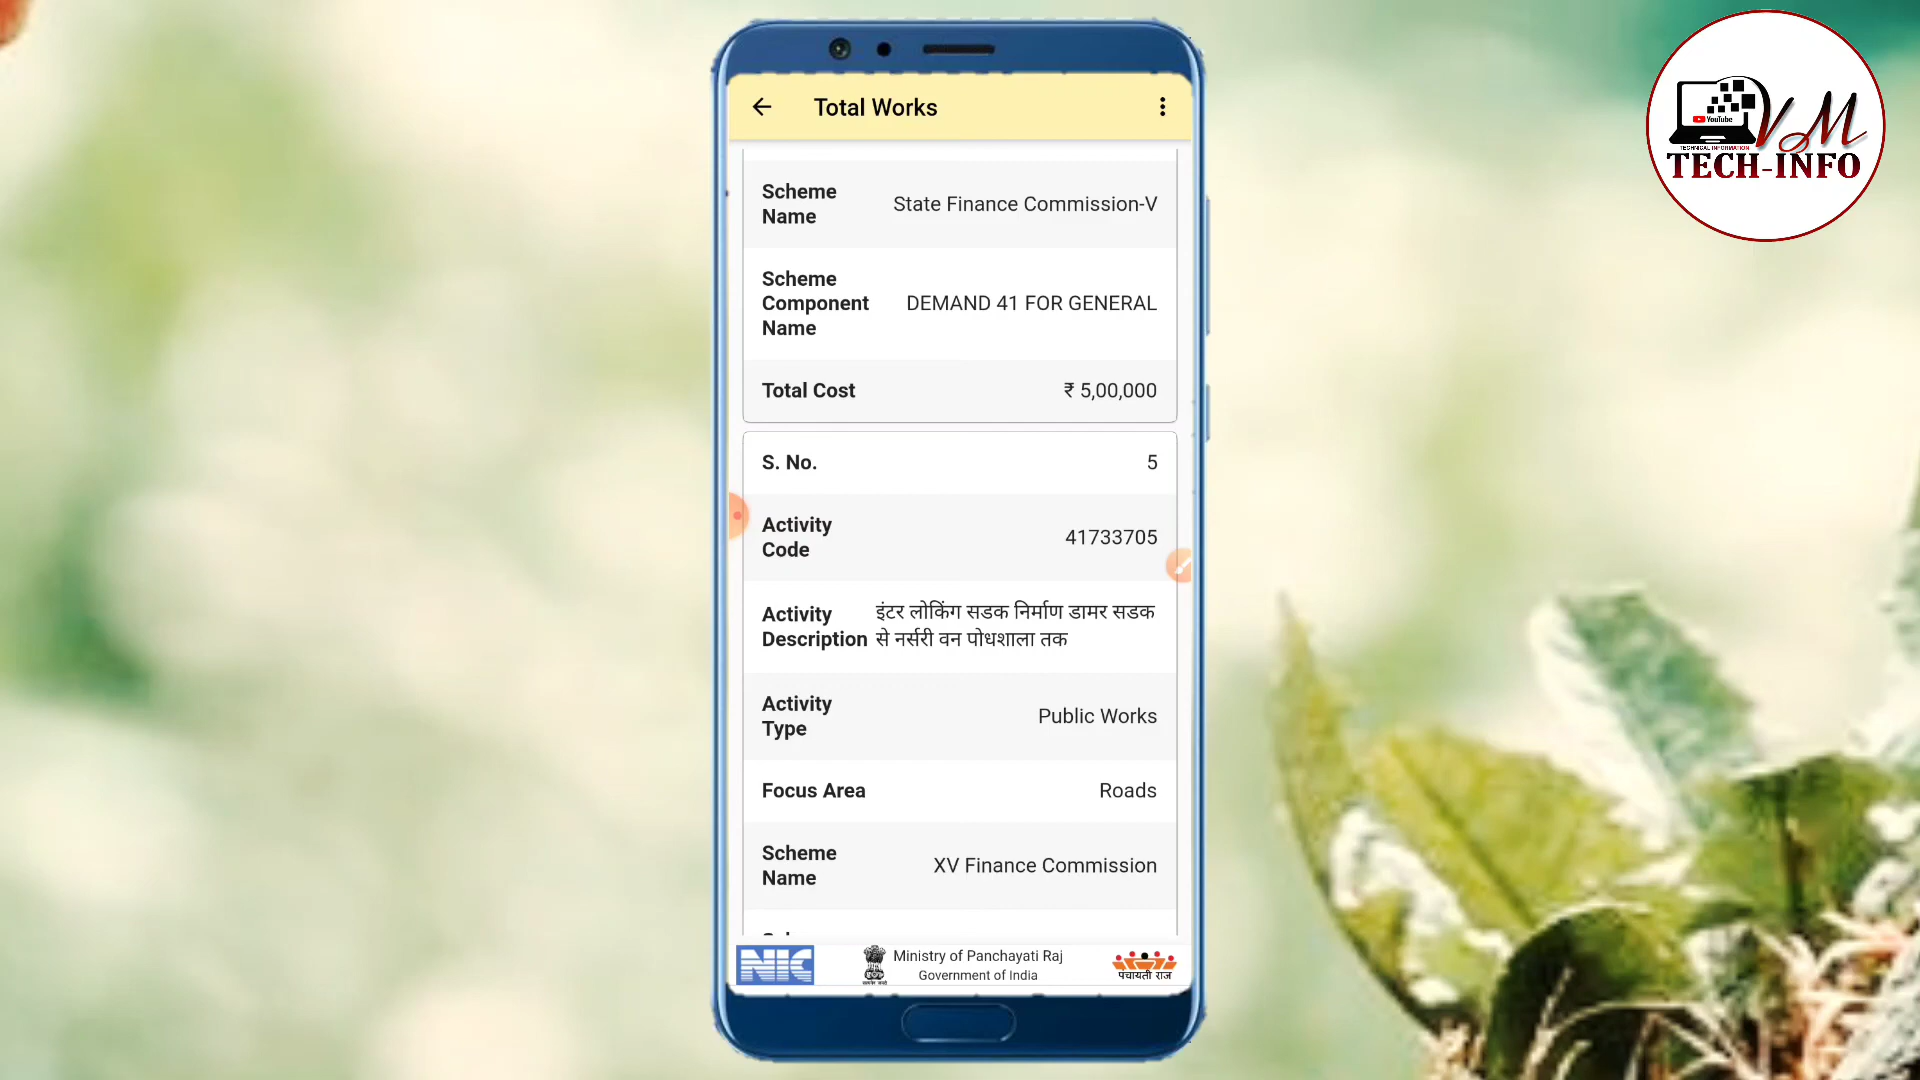 Total Works
Scheme
Name
State Finance Commission-V
Scheme
Component
Name
DEMAND 41 FOR GENERAL
Total Cost
₹ 5,00,000
S. No.
5
Activity
Code
41733705
Activity
Description
इंटर लोकिंग सडक निर्माण डामर सडक
से नर्सरी वन पोधशाला तक
Activity
Type
Public Works
Focus Area
Roads
Scheme
Name
XV Finance Commission
NIC
Ministry of Panchayati Raj
Government of India
पंचायती राज
YouTube
VM
TECHNICAL INFORMATION
TECH-INFO